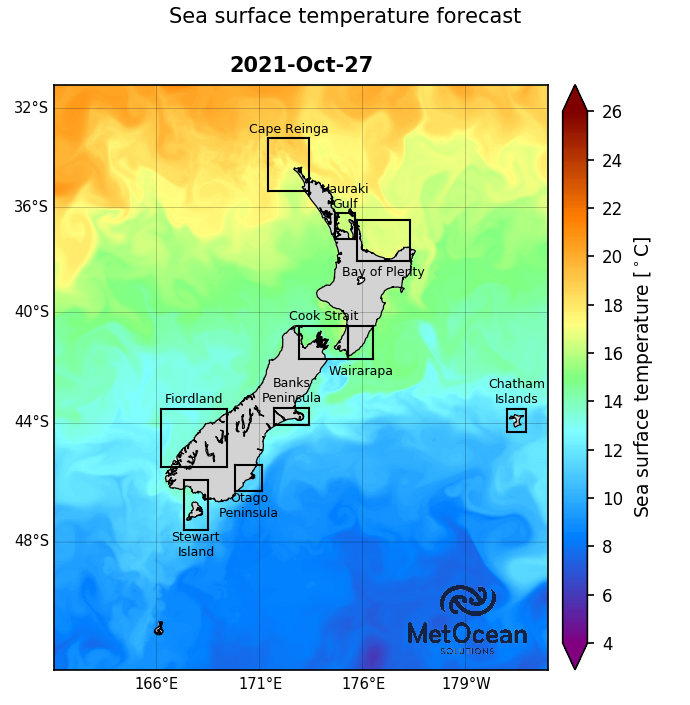 Sea surface temperature forecast
2021-Oct-27
32°S
36°S
40°S
44°S
48°S
166°E
171°E
176°E
179°W
Cape Reinga
Hauraki
Gulf
Bay of Plenty
Cook Strait
Wairarapa
Banks
Peninsula
Fiordland
Chatham
Islands
Otago
Peninsula
Stewart
Island
MetOcean
SOLUTIONS
26
24
22
20
18
16
14
12
10
8
6
4
Sea surface temperature [°C]